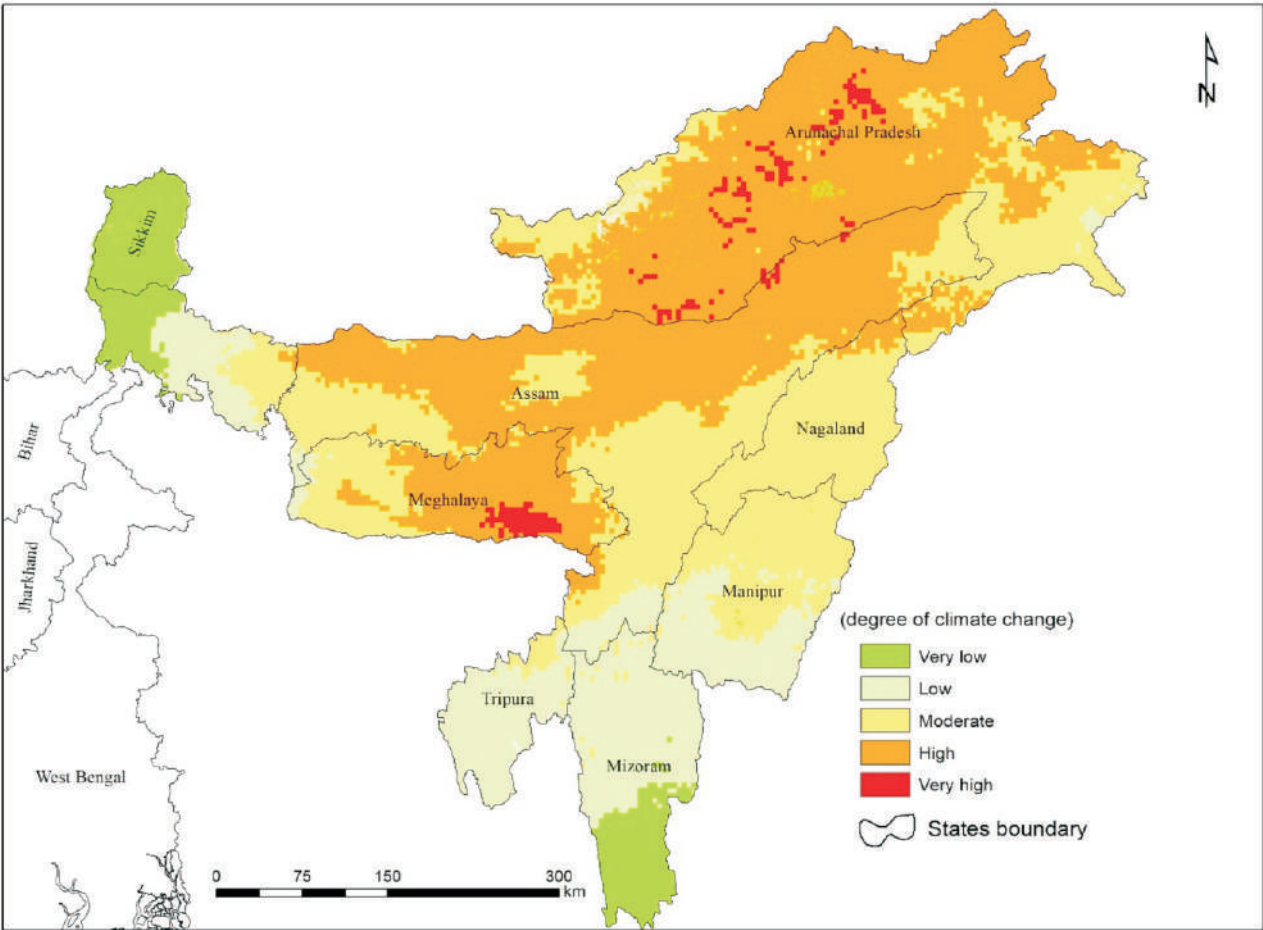 N
Arunachal Pradesh
Sikkim
Assam
Bihar
Nagaland
Meghalaya
Jharkhand
Manipur
(degree of climate change)
Very low
Low
Tripura
Moderate
High
Mizoram
West Bengal
Very high
States boundary
0 75 150 300
km